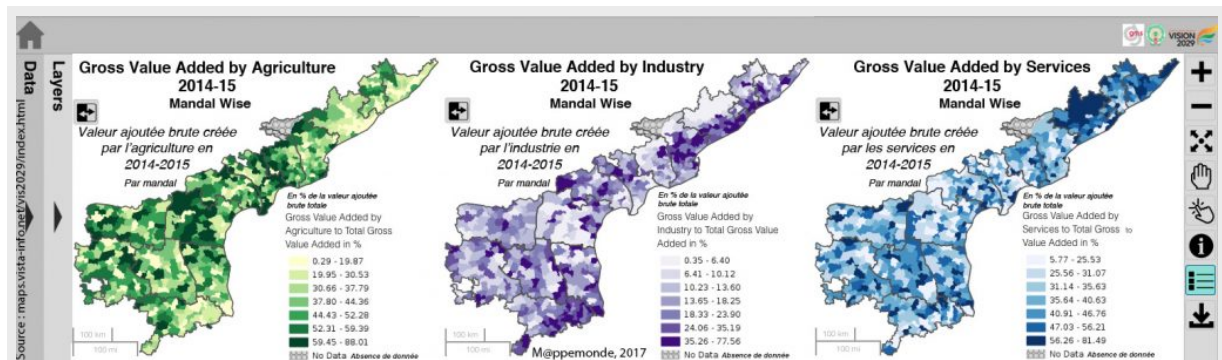 VISION
2029
Data
Layers
Source : maps.vista-info.net/vis2029/index.html
Gross Value Added by Agriculture
2014-15
Mandal Wise
Valeur ajoutée brute créée
par l'agriculture en
2014-2015
Par mandal
En % de la valeur ajoutée
brute totale
Gross Value Added by
Agriculture to Total Gross
Value Added in %
0.29 - 19.87
19.95 - 30.53
30.66 - 37.79
37.80 - 44.36
44.43 - 52.28
52.31 - 59.39
59.45 - 88.01
No Data Absence de donnée
100 km
100 mi
Gross Value Added by Industry
2014-15
Mandal Wise
Valeur ajoutée brute créée
par l'industrie en
2014-2015
Par mandal
En % de la valeur ajoutée
brute totale
Gross Value Added by
Industry to Total Gross Value
Added in %
0.35 - 6.40
6.41 - 10.12
10.23 - 13.60
13.65 - 18.25
18.33 - 23.90
24.06 - 35.19
35.26 - 77.56
No Data Absence de donnée
100 km
100 mi
M@ppemonde, 2017
Gross Value Added by Services
2014-15
Mandal Wise
Valeur ajoutée brute créée
par les services en
2014-2015
Par mandal
En % de la valeur ajoutée
brute totale
Gross Value Added by
Services to Total Gross to
Value Added in %
5.77 - 25.53
25.56 - 31.07
31.14 - 35.63
35.64 - 40.63
40.91 - 46.76
47.03 - 56.21
56.26 - 81.49
No Data Absence de donnée
100 km
100 mi